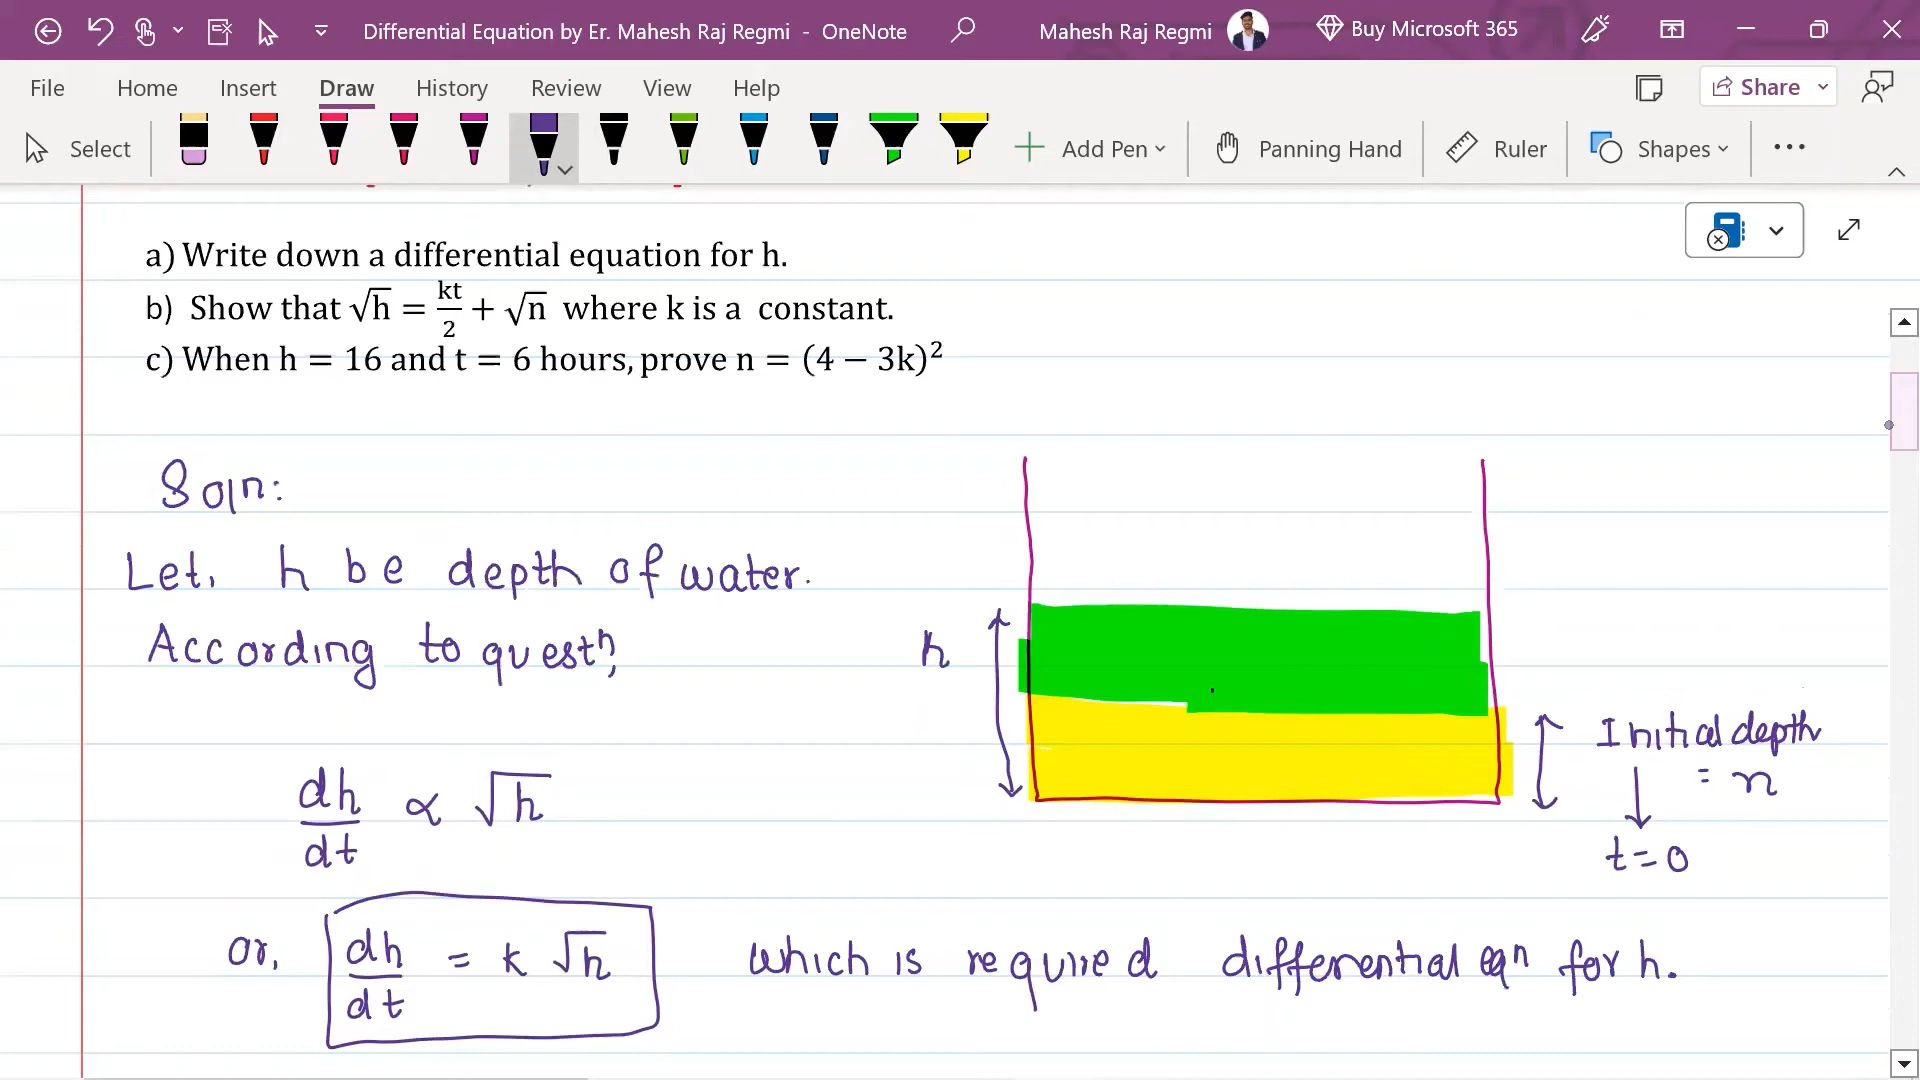 Differential Equation by Er. Mahesh Raj Regmi - OneNote
Mahesh Raj Regmi
Buy Microsoft 365
File Home Insert Draw History Review View Help
Share
Select
Add Pen
Panning Hand
Ruler
Shapes
a) Write down a differential equation for h.
b) Show that √h = kt/2 + √n where k is a constant.
c) When h = 16 and t = 6 hours, prove n = (4 − 3k)²
Soln:
Let, h be depth of water.
According to questn,
h
Initial depth
= n
t=0
dh/dt ∝ √h
or, dh/dt = k √h which is required differential eqn for h.